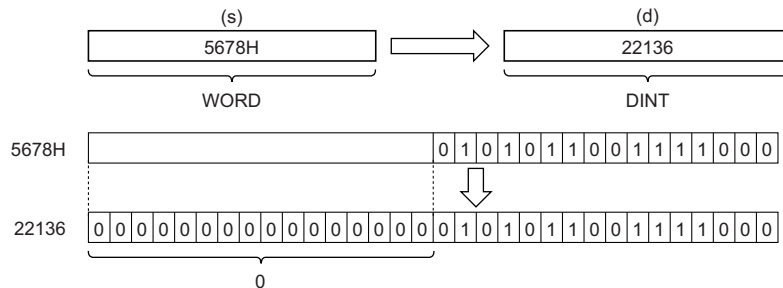 (s) (d)
5678H 22136
WORD DINT
5678H 0 1 0 1 0 1 1 0 0 1 1 1 1 0 0 0
22136 0 0 0 0 0 0 0 0 0 0 0 0 0 0 0 0 0 1 0 1 0 1 1 0 0 1 1 1 1 0 0 0
0